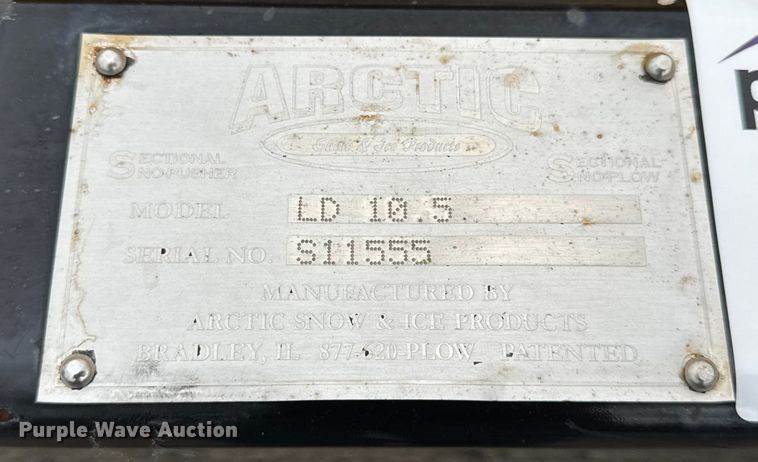 ARCTIC
Snow & Ice Products
SECTIONAL SNO-PUSHER
SECTIONAL SNO-PLOW
MODEL LD 10.5
SERIAL NO. S11555
MANUFACTURED BY
ARCTIC SNOW & ICE PRODUCTS
BRADLEY, IL 877-620-PLOW PATENTED
Purple Wave Auction